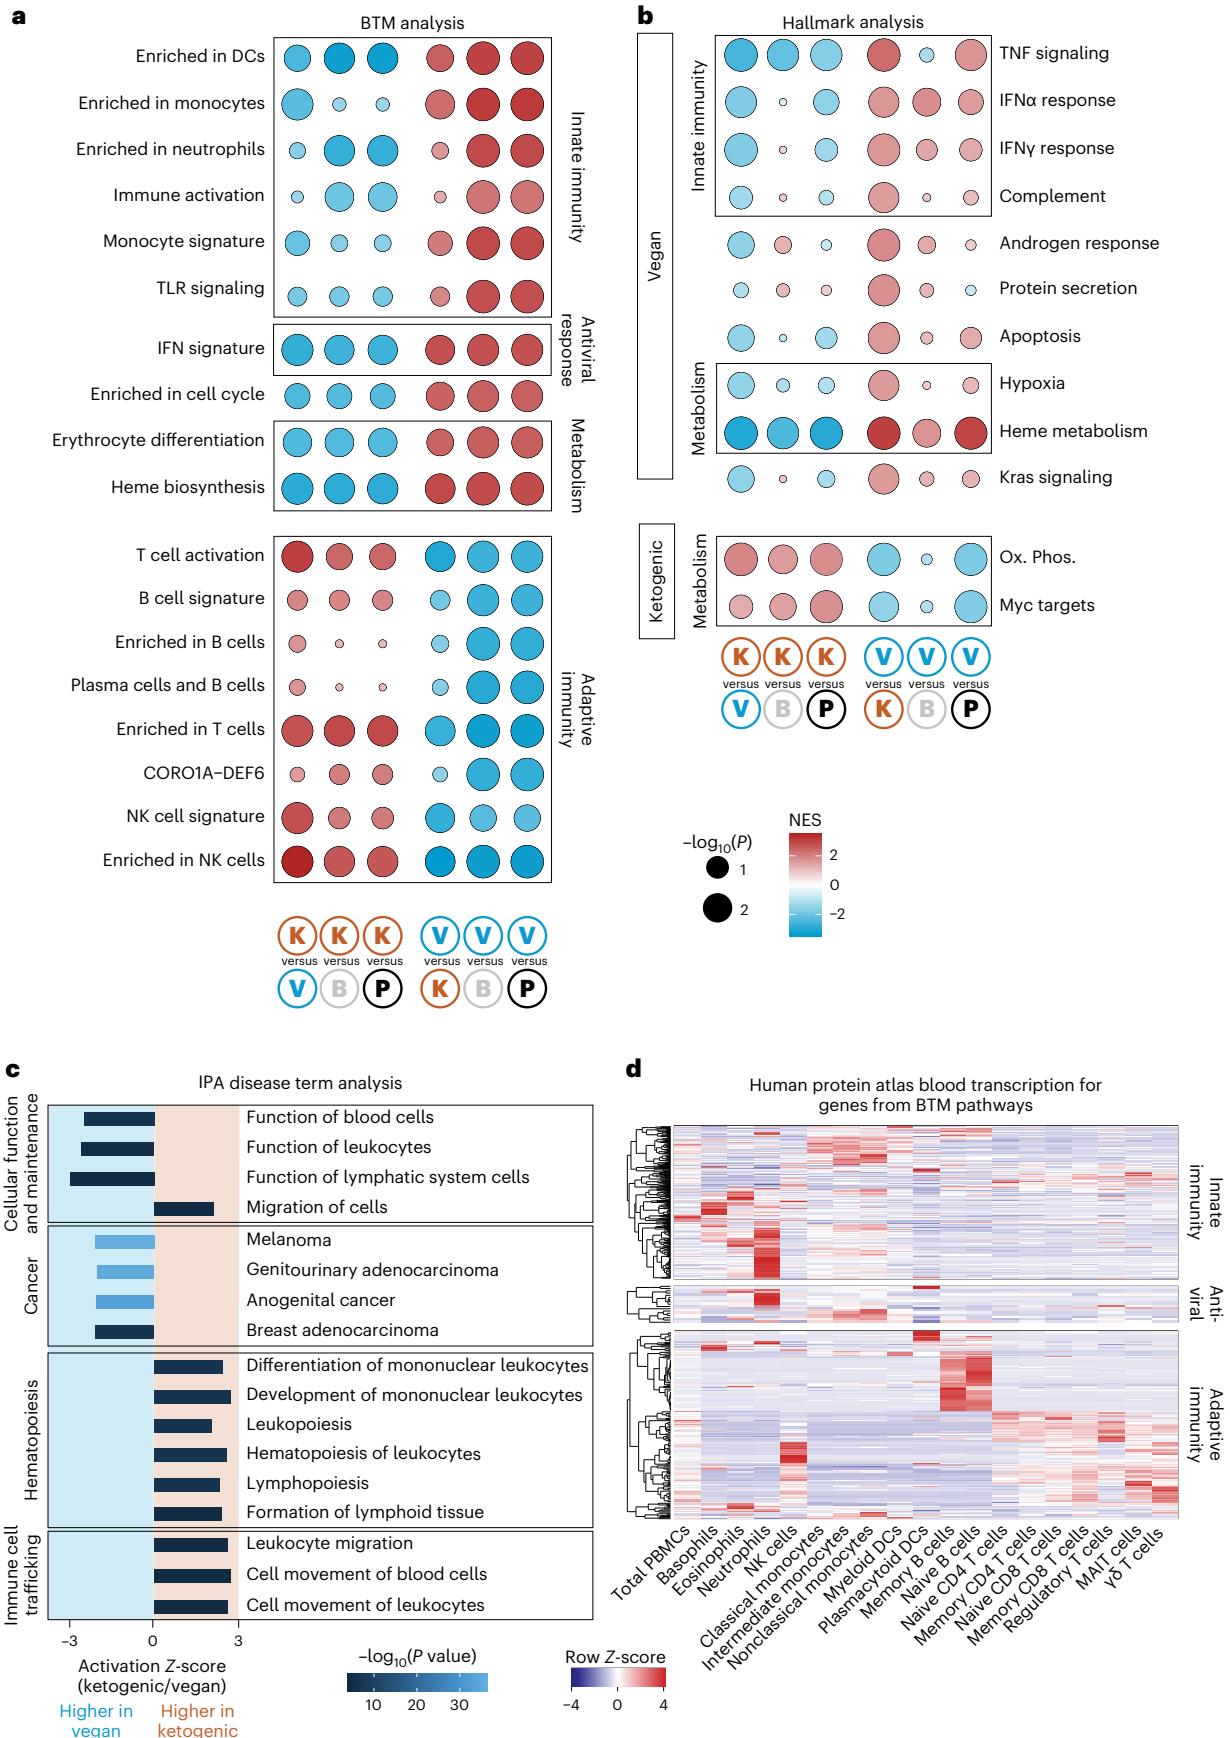 a
BTM analysis
Enriched in DCs
Enriched in monocytes
Enriched in neutrophils
Immune activation
Monocyte signature
TLR signaling
IFN signature
Enriched in cell cycle
Erythrocyte differentiation
Heme biosynthesis
T cell activation
B cell signature
Enriched in B cells
Plasma cells and B cells
Enriched in T cells
CORO1A–DEF6
NK cell signature
Enriched in NK cells
Innate immunity
Antiviral
response
Metabolism
Adaptive
immunity
K K K V V V
versus versus versus versus versus versus
V B P K B P
b
Hallmark analysis
Vegan
Innate immunity
Metabolism
TNF signaling
IFNα response
IFNγ response
Complement
Androgen response
Protein secretion
Apoptosis
Hypoxia
Heme metabolism
Kras signaling
Ketogenic
Metabolism
Ox. Phos.
Myc targets
K K K V V V
versus versus versus versus versus versus
V B P K B P
–log10(P)
1
2
NES
2
0
–2
c
IPA disease term analysis
Cellular function
and maintenance
Function of blood cells
Function of leukocytes
Function of lymphatic system cells
Migration of cells
Cancer
Melanoma
Genitourinary adenocarcinoma
Anogenital cancer
Breast adenocarcinoma
Hematopoiesis
Differentiation of mononuclear leukocytes
Development of mononuclear leukocytes
Leukopoiesis
Hematopoiesis of leukocytes
Lymphopoiesis
Formation of lymphoid tissue
Immune cell
trafficking
Leukocyte migration
Cell movement of blood cells
Cell movement of leukocytes
–3 0 3
Activation Z-score
(ketogenic/vegan)
Higher in
vegan
Higher in
ketogenic
–log10(P value)
10 20 30
d
Human protein atlas blood transcription for
genes from BTM pathways
Innate
immunity
Anti-
viral
Adaptive
immunity
Total PBMCs
Basophils
Eosinophils
Neutrophils
NK cells
Classical monocytes
Intermediate monocytes
Nonclassical monocytes
Myeloid DCs
Plasmacytoid DCs
Memory B cells
Naive B cells
Naive CD4 T cells
Memory CD4 T cells
Naive CD8 T cells
Memory CD8 T cells
Regulatory T cells
MAIT cells
γδ T cells
Row Z-score
–4 0 4